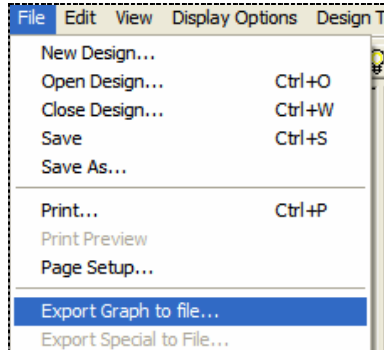 File Edit View Display Options Design T
New Design...
Open Design... Ctrl+O
Close Design... Ctrl+W
Save Ctrl+S
Save As...
Print... Ctrl+P
Print Preview
Page Setup...
Export Graph to file...
Export Special to File...